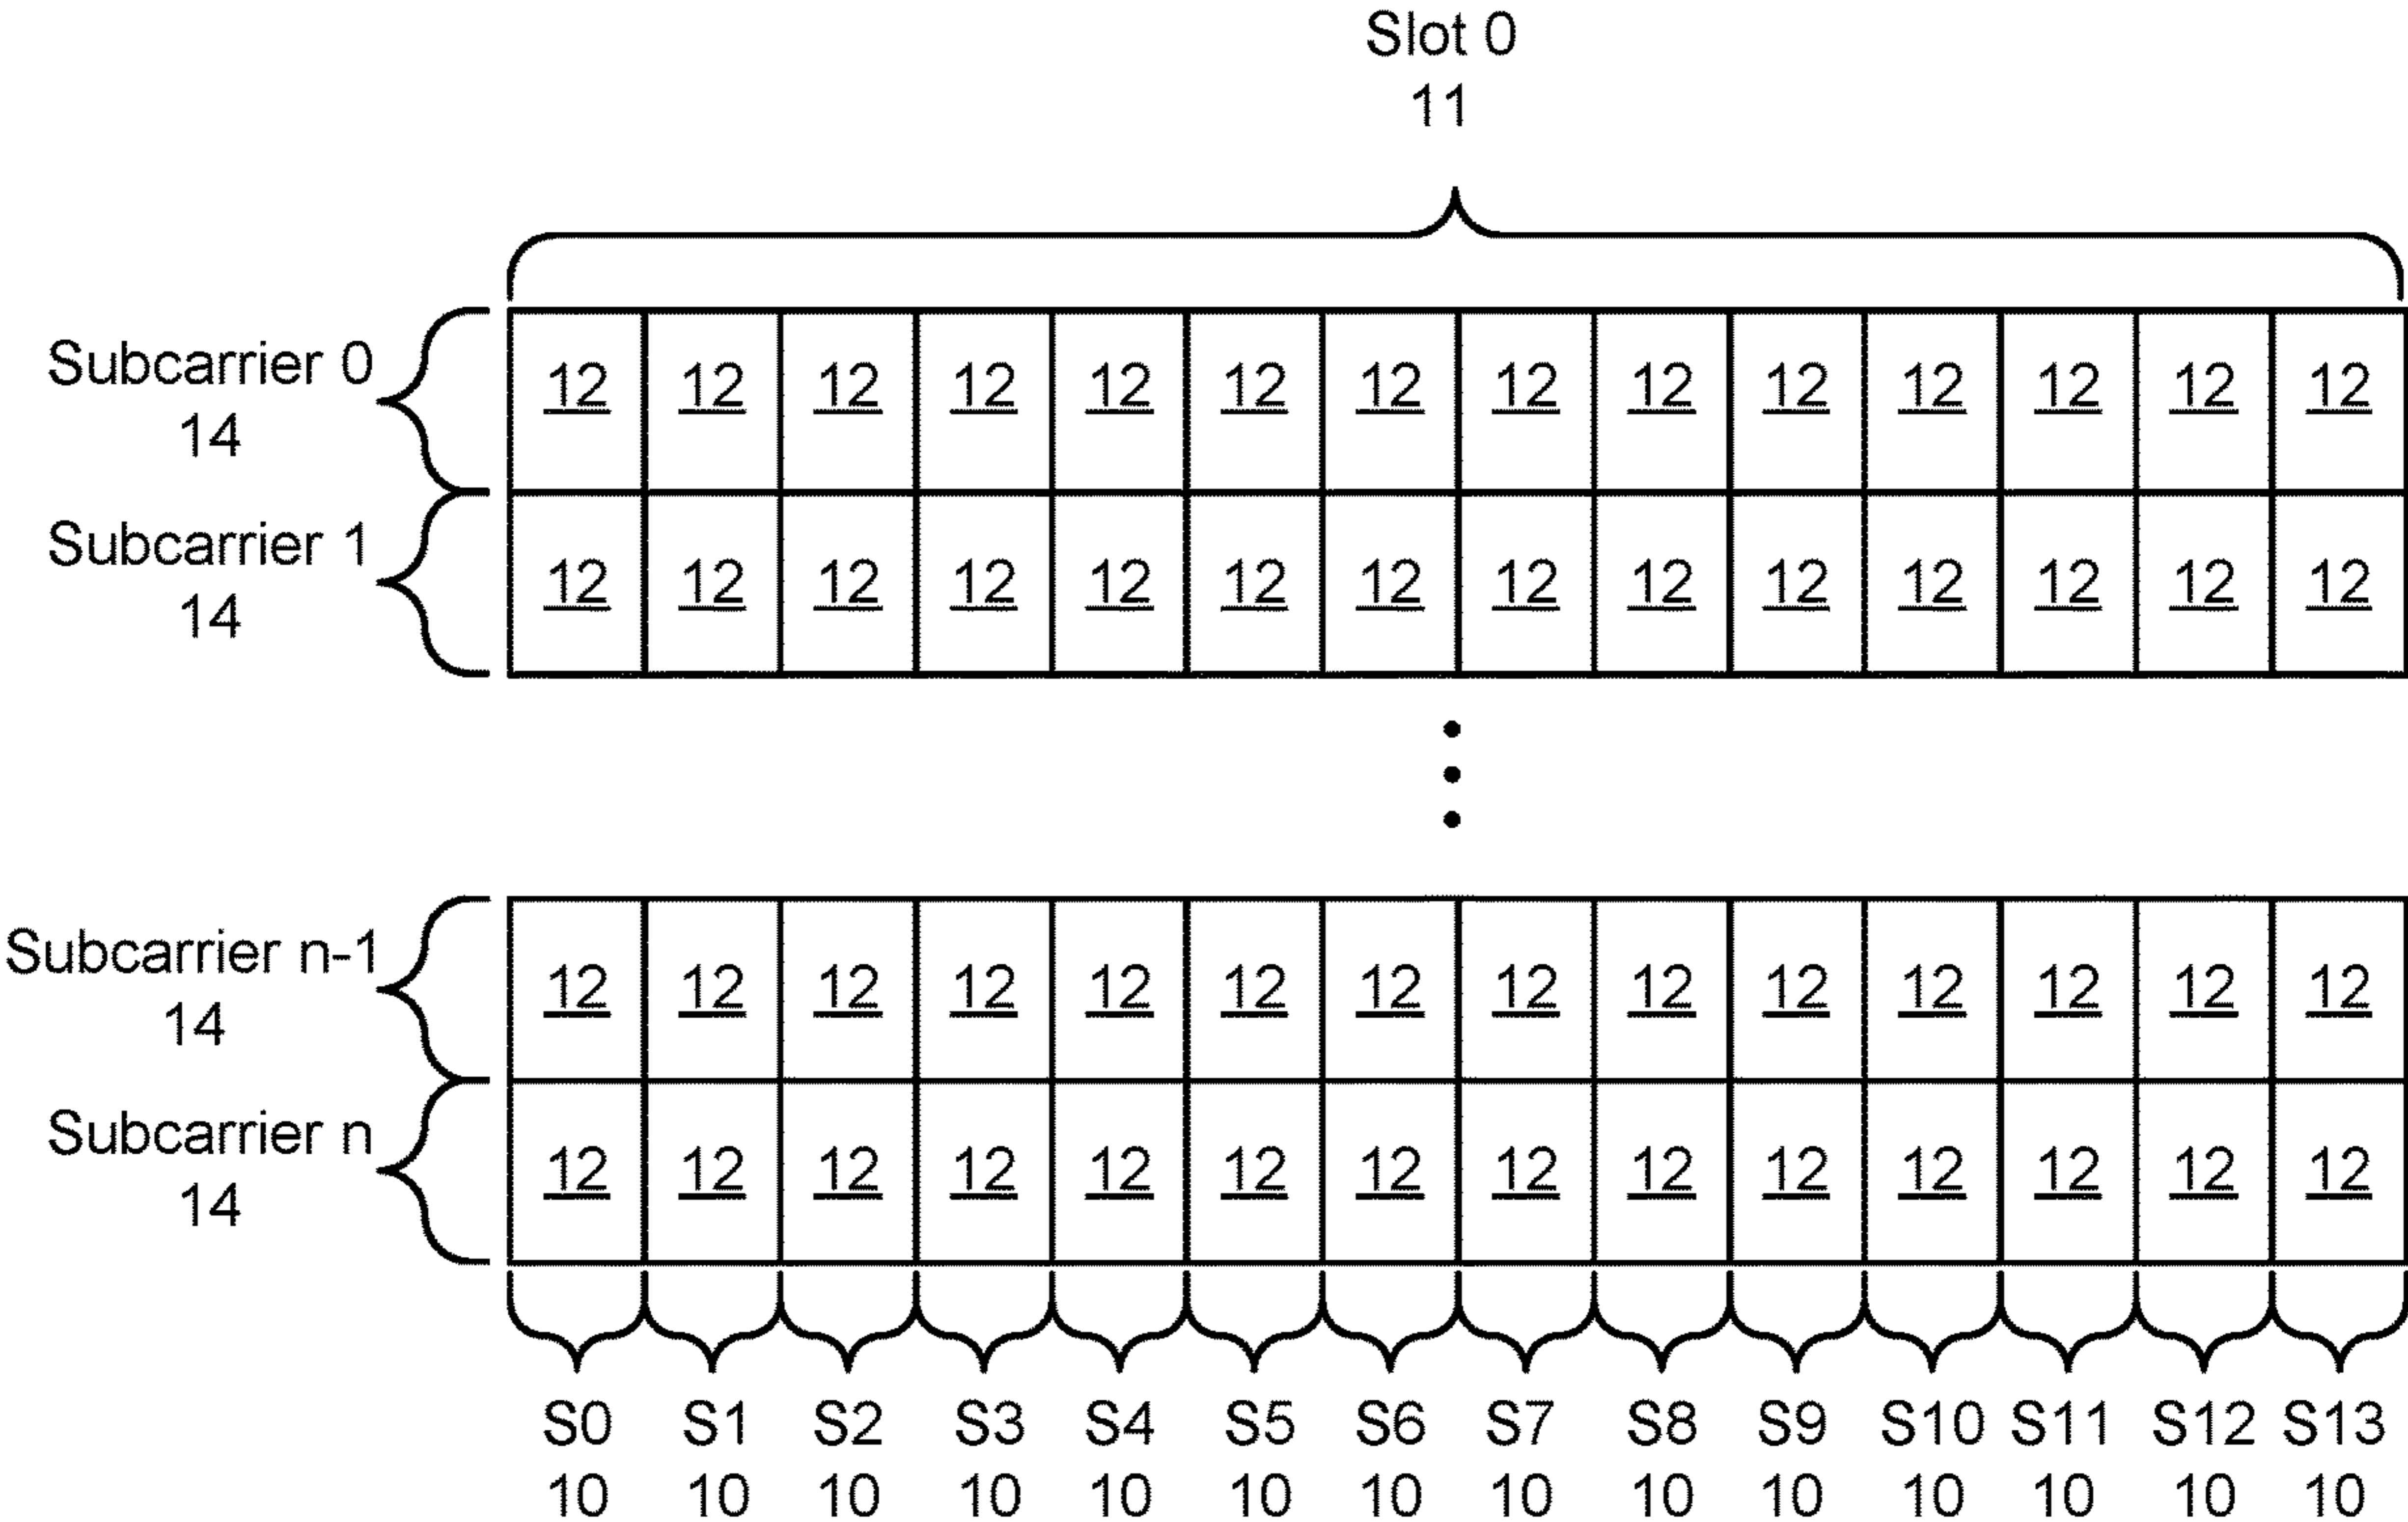 Slot 0
11
Subcarrier 0
14
12 12 12 12 12 12 12 12 12 12 12 12 12 12
Subcarrier 1
14
12 12 12 12 12 12 12 12 12 12 12 12 12 12
Subcarrier n-1
14
12 12 12 12 12 12 12 12 12 12 12 12 12 12
Subcarrier n
14
12 12 12 12 12 12 12 12 12 12 12 12 12 12
S0 S1 S2 S3 S4 S5 S6 S7 S8 S9 S10 S11 S12 S13
10 10 10 10 10 10 10 10 10 10 10 10 10 10